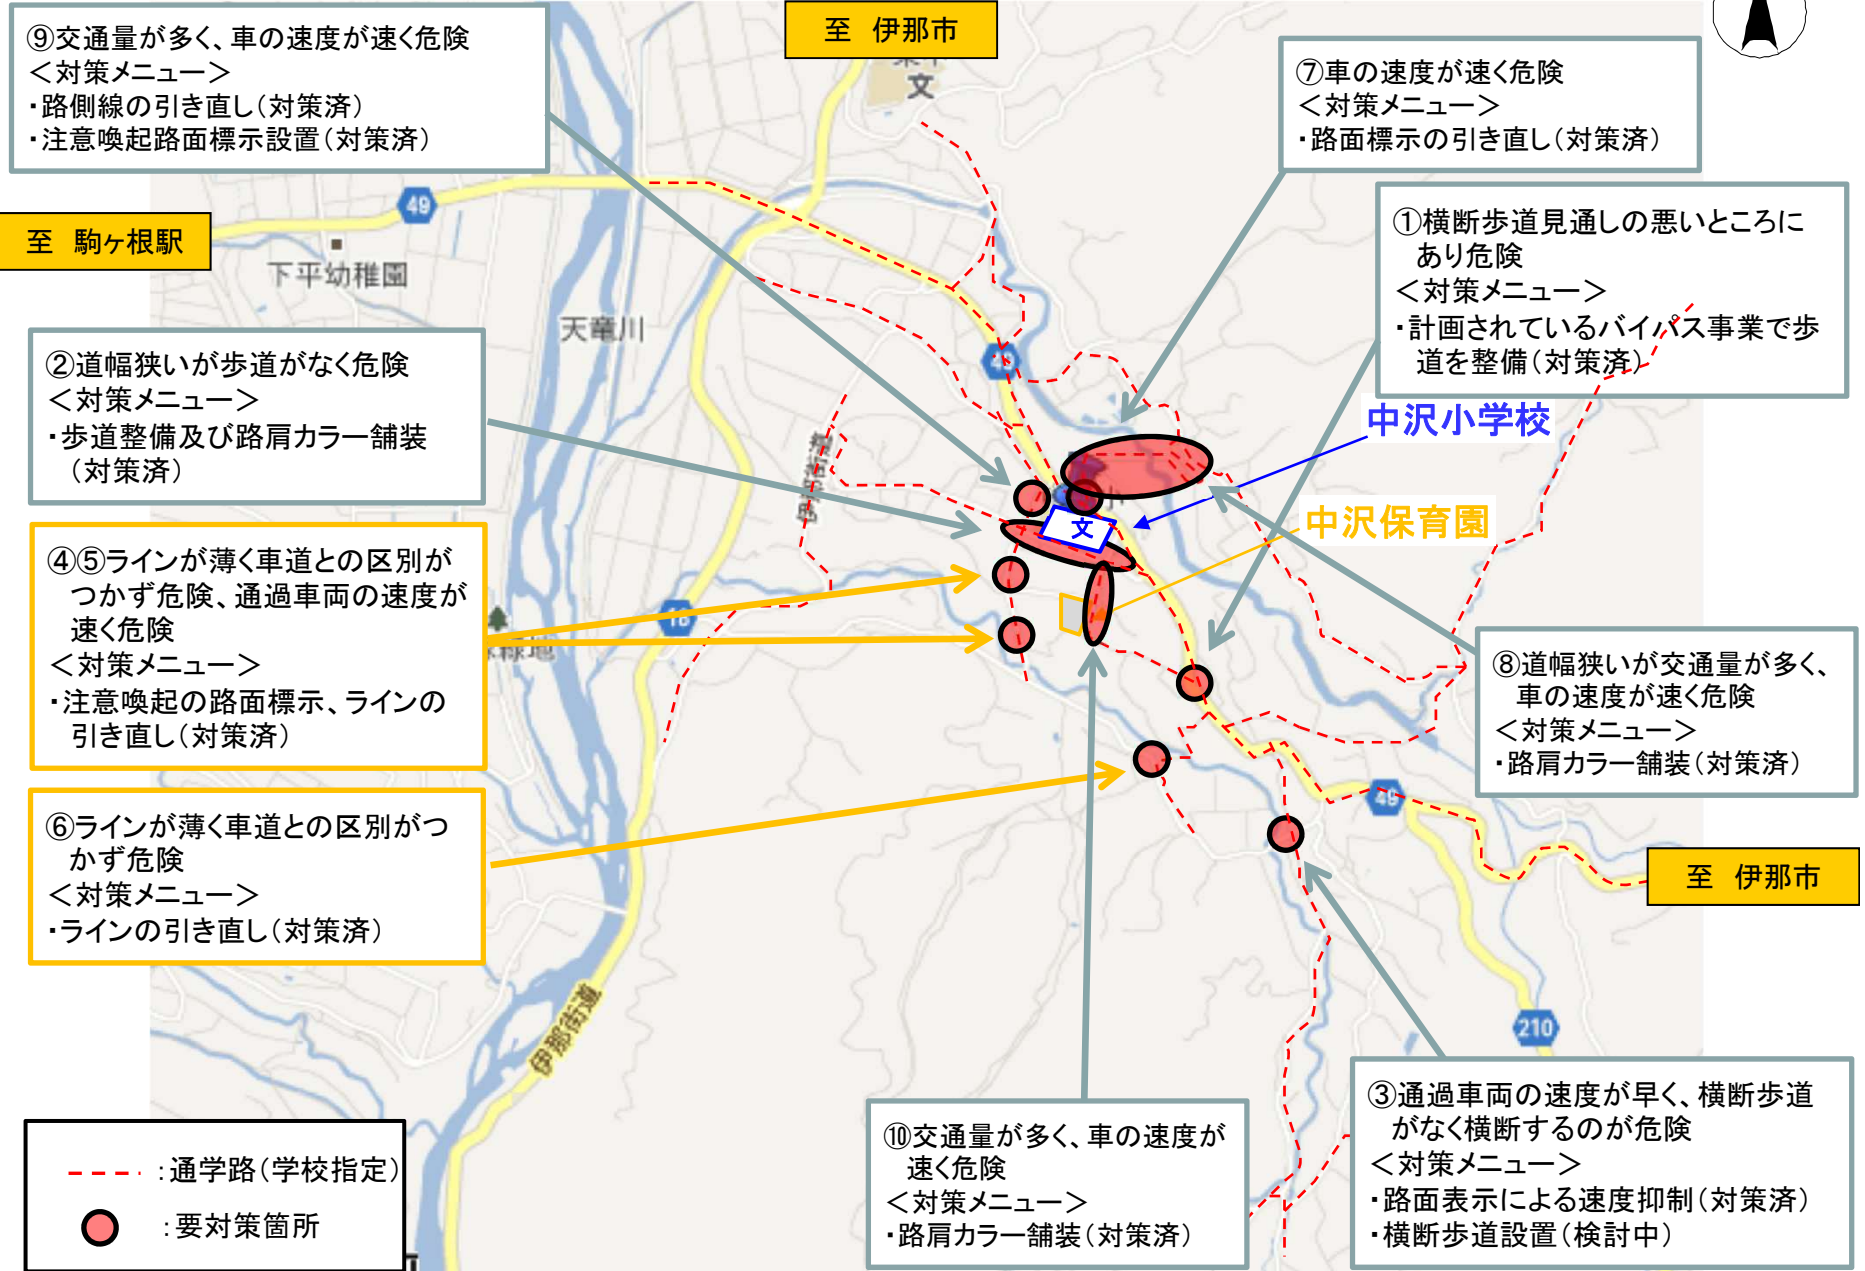 ⑨交通量が多く、車の速度が速く危険
＜対策メニュー＞
・路側線の引き直し（対策済）
・注意喚起路面標示設置（対策済）
至 伊那市
文
⑦車の速度が速く危険
＜対策メニュー＞
・路面標示の引き直し（対策済）
①横断歩道見通しの悪いところに
あり危険
＜対策メニュー＞
・計画されているバイパス事業で歩
道を整備（対策済）
至 駒ヶ根駅
49
下平幼稚園
天竜川
②道幅狭いが歩道がなく危険
＜対策メニュー＞
・歩道整備及び路肩カラー舗装
（対策済）
49
中沢小学校
伊那街道
文
中沢保育園
④⑤ラインが薄く車道との区別が
つかず危険、通過車両の速度が
速く危険
＜対策メニュー＞
・注意喚起の路面標示、ラインの
引き直し（対策済）
18
緑地
⑧道幅狭いが交通量が多く、
車の速度が速く危険
＜対策メニュー＞
・路肩カラー舗装（対策済）
⑥ラインが薄く車道との区別がつ
かず危険
＜対策メニュー＞
・ラインの引き直し（対策済）
49
至 伊那市
伊那街道
210
③通過車両の速度が早く、横断歩道
がなく横断するのが危険
＜対策メニュー＞
・路面表示による速度抑制（対策済）
・横断歩道設置（検討中）
⑩交通量が多く、車の速度が
速く危険
＜対策メニュー＞
・路肩カラー舗装（対策済）
：通学路（学校指定）
：要対策箇所